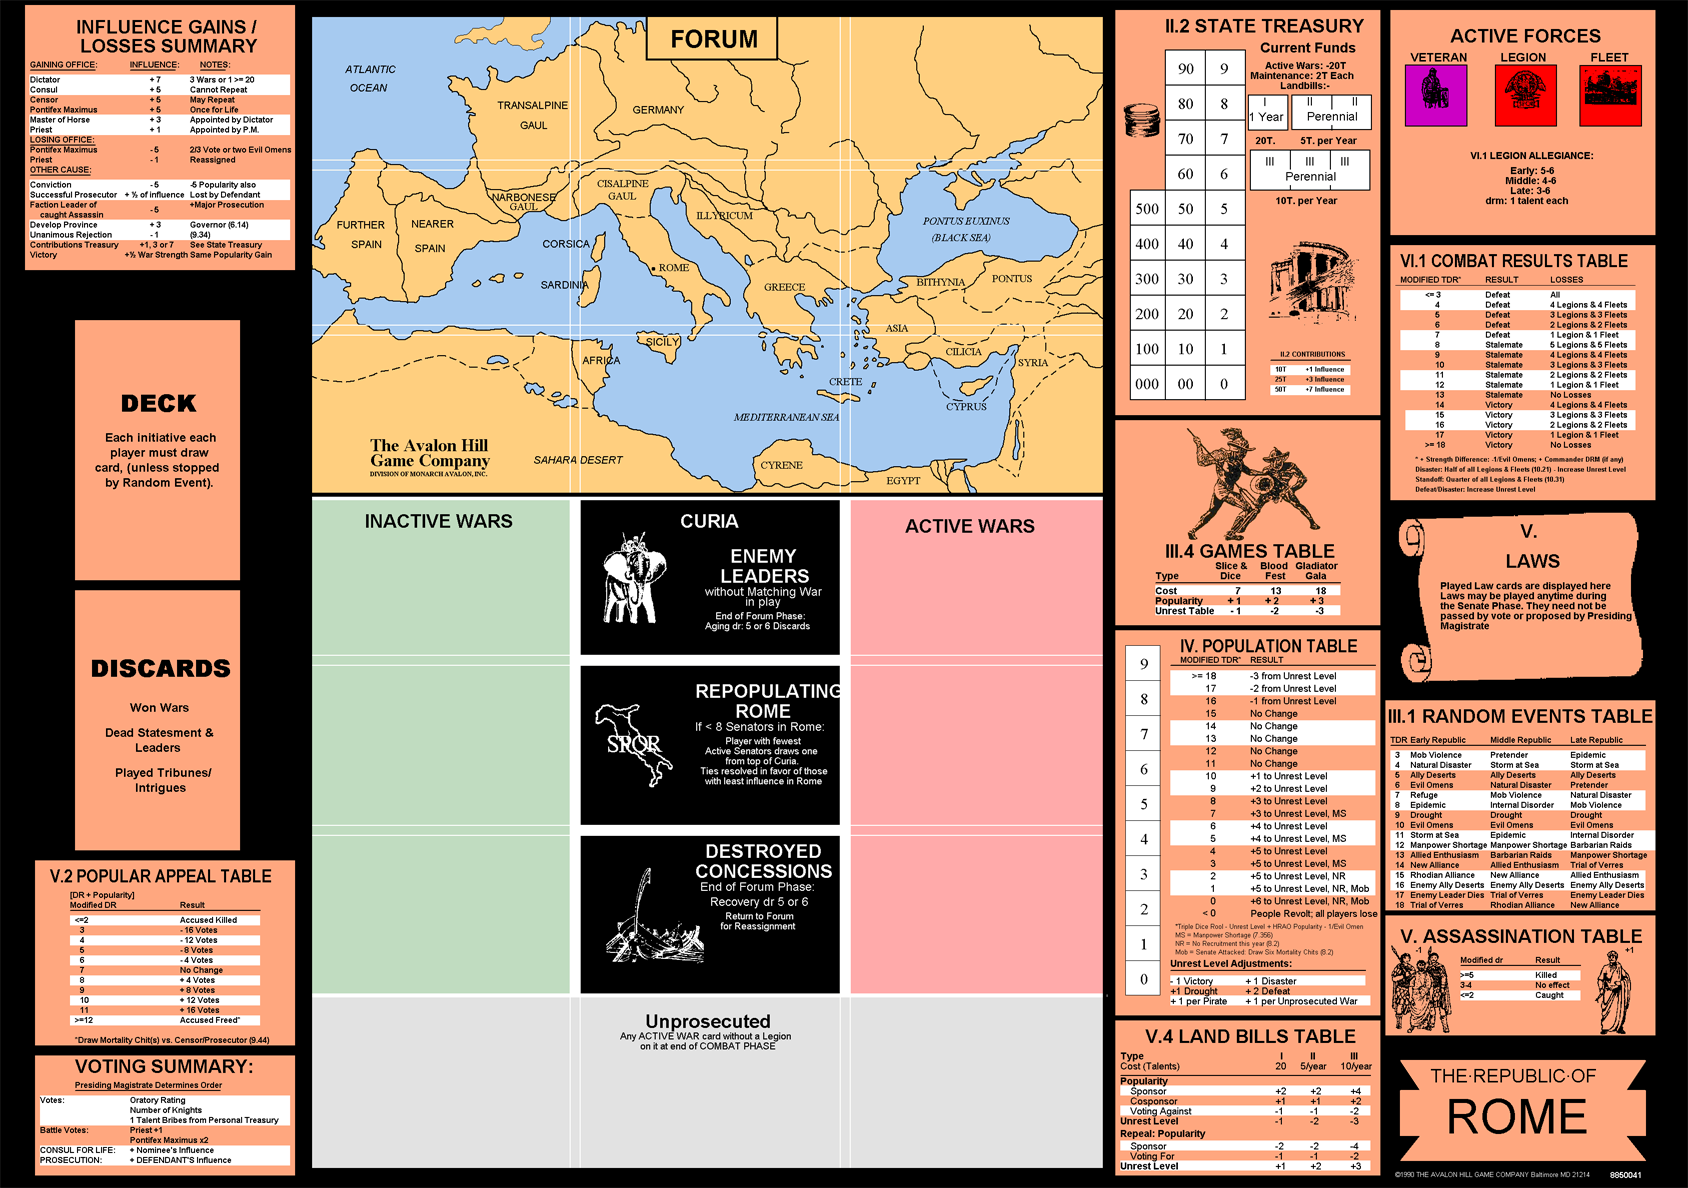 INFLUENCE GAINS /
LOSSES SUMMARY
GAINING OFFICE: INFLUENCE: NOTES:
Dictator + 7 3 Wars or 1 >= 20
Consul + 5 Cannot Repeat
Censor + 5 May Repeat
Pontifex Maximus + 5 Once for Life
Master of Horse + 3 Appointed by Dictator
Priest + 1 Appointed by P.M.
LOSING OFFICE:
Pontifex Maximus - 5 2/3 Vote or two Evil Omens
Priest - 1 Reassigned
OTHER CAUSE:
Conviction - 5 -5 Popularity also
Successful Prosecutor + ½ of influence Lost by Defendant
Faction Leader of +Major Prosecution
caught Assassin - 5
Develop Province + 3 Governor (6.14)
Unanimous Rejection - 1 (9.34)
Contributions Treasury +1, 3 or 7 See State Treasury
Victory +½ War Strength Same Popularity Gain
DECK
Each initiative each
player must draw
card, (unless stopped
by Random Event).
DISCARDS
Won Wars
Dead Statesment &
Leaders
Played Tribunes/
Intrigues
V.2 POPULAR APPEAL TABLE
[DR + Popularity]
Modified DR Result
<=2 Accused Killed
3 - 16 Votes
4 - 12 Votes
5 - 8 Votes
6 - 4 Votes
7 No Change
8 + 4 Votes
9 + 8 Votes
10 + 12 Votes
11 + 16 Votes
>=12 Accused Freed*
*Draw Mortality Chit(s) vs. Censor/Prosecutor (9.44)
VOTING SUMMARY:
Presiding Magistrate Determines Order
Votes: Oratory Rating
Number of Knights
1 Talent Bribes from Personal Treasury
Battle Votes: Priest +1
Pontifex Maximus x2
CONSUL FOR LIFE: + Nominee's Influence
PROSECUTION: + DEFENDANT'S Influence
FORUM
ATLANTIC
OCEAN
TRANSALPINE
GAUL
GERMANY
CISALPINE
GAUL
NARBONESE
GAUL
ILLYRICUM
FURTHER
SPAIN
NEARER
SPAIN
CORSICA
PONTUS EUXINUS
(BLACK SEA)
ROME
SARDINIA
GREECE
BITHYNIA
PONTUS
ASIA
SICILY
AFRICA
CILICIA
SYRIA
CRETE
CYPRUS
MEDITERRANEAN SEA
The Avalon Hill
Game Company
DIVISION OF MONARCH AVALON, INC.
SAHARA DESERT
CYRENE
EGYPT
INACTIVE WARS
CURIA
ENEMY
LEADERS
without Matching War
in play
End of Forum Phase:
Aging dr: 5 or 6 Discards
REPOPULATING
ROME
SPQR
If < 8 Senators in Rome:
Player with fewest
Active Senators draws one
from top of Curia.
Ties resolved in favor of those
with least influence in Rome
DESTROYED
CONCESSIONS
End of Forum Phase:
Recovery dr 5 or 6
Return to Forum
for Reassignment
ACTIVE WARS
Unprosecuted
Any ACTIVE WAR card without a Legion
on it at end of COMBAT PHASE
II.2 STATE TREASURY
Current Funds
Active Wars: -20T
Maintenance: 2T Each
Landbills:-
I II II
1 Year Perennial
20T. 5T. per Year
III III III
Perennial
10T. per Year
90 9
80 8
70 7
60 6
500 50 5
400 40 4
300 30 3
200 20 2
100 10 1
000 00 0
II.2 CONTRIBUTIONS
10T +1 Influence
25T +3 Influence
50T +7 Influence
III.4 GAMES TABLE
Slice & Blood Gladiator
Type Dice Fest Gala
Cost 7 13 18
Popularity + 1 + 2 + 3
Unrest Table - 1 -2 -3
IV. POPULATION TABLE
9
8
7
6
5
4
3
2
1
0
MODIFIED TDR* RESULT
>= 18 -3 from Unrest Level
17 -2 from Unrest Level
16 -1 from Unrest Level
15 No Change
14 No Change
13 No Change
12 No Change
11 No Change
10 +1 to Unrest Level
9 +2 to Unrest Level
8 +3 to Unrest Level
7 +3 to Unrest Level, MS
6 +4 to Unrest Level
5 +4 to Unrest Level, MS
4 +5 to Unrest Level
3 +5 to Unrest Level, MS
2 +5 to Unrest Level, NR
1 +5 to Unrest Level, NR, Mob
0 +6 to Unrest Level, NR, Mob
< 0 People Revolt; all players lose
*Triple Dice Rool - Unrest Level + HRAO Popularity - 1/Evil Omen
MS = Manpower Shortage (7.356)
NR = No Recruitment this year (8.2)
Mob = Senate Attacked: Draw Six Mortality Chits (8.2)
Unrest Level Adjustments:
- 1 Victory + 1 Disaster
+1 Drought + 2 Defeat
+ 1 per Pirate + 1 per Unprosecuted War
V.4 LAND BILLS TABLE
Type I II III
Cost (Talents) 20 5/year 10/year
Popularity
Sponsor +2 +2 +4
Cosponsor +1 +1 +2
Voting Against -1 -1 -2
Unrest Level -1 -2 -3
Repeal: Popularity
Sponsor -2 -2 -4
Voting For -1 -1 -2
Unrest Level +1 +2 +3
ACTIVE FORCES
VETERAN LEGION FLEET
VI.1 LEGION ALLEGIANCE:
Early: 5-6
Middle: 4-6
Late: 3-6
drm: 1 talent each
VI.1 COMBAT RESULTS TABLE
MODIFIED TDR* RESULT LOSSES
<= 3 Defeat All
4 Defeat 4 Legions & 4 Fleets
5 Defeat 3 Legions & 3 Fleets
6 Defeat 2 Legions & 2 Fleets
7 Defeat 1 Legion & 1 Fleet
8 Stalemate 5 Legions & 5 Fleets
9 Stalemate 4 Legions & 4 Fleets
10 Stalemate 3 Legions & 3 Fleets
11 Stalemate 2 Legions & 2 Fleets
12 Stalemate 1 Legion & 1 Fleet
13 Stalemate No Losses
14 Victory 4 Legions & 4 Fleets
15 Victory 3 Legions & 3 Fleets
16 Victory 2 Legions & 2 Fleets
17 Victory 1 Legion & 1 Fleet
>= 18 Victory No Losses
* + Strength Difference: -1/Evil Omens; + Commander DRM (if any)
Disaster: Half of all Legions & Fleets (10.21) - Increase Unrest Level
Standoff: Quarter of all Legions & Fleets (10.31)
Defeat/Disaster: Increase Unrest Level
V.
LAWS
Played Law cards are displayed here
Laws may be played anytime during
the Senate Phase. They need not be
passed by vote or proposed by Presiding
Magistrate
III.1 RANDOM EVENTS TABLE
TDR Early Republic Middle Republic Late Republic
3 Mob Violence Pretender Epidemic
4 Natural Disaster Storm at Sea Storm at Sea
5 Ally Deserts Ally Deserts Ally Deserts
6 Evil Omens Natural Disaster Pretender
7 Refuge Mob Violence Natural Disaster
8 Epidemic Internal Disorder Mob Violence
9 Drought Drought Drought
10 Evil Omens Evil Omens Evil Omens
11 Storm at Sea Epidemic Internal Disorder
12 Manpower Shortage Manpower Shortage Barbarian Raids
13 Allied Enthusiasm Barbarian Raids Manpower Shortage
14 New Alliance Allied Enthusiasm Trial of Verres
15 Rhodian Alliance New Alliance Allied Enthusiasm
16 Enemy Ally Deserts Enemy Ally Deserts Enemy Ally Deserts
17 Enemy Leader Dies Trial of Verres Enemy Leader Dies
18 Trial of Verres Rhodian Alliance New Alliance
V. ASSASSINATION TABLE
-1 Modified dr Result +1
>=5 Killed
3-4 No effect
<=2 Caught
THE·REPUBLIC·OF
ROME
©1990 THE AVALON HILL GAME COMPANY Baltimore MD 21214 8850041